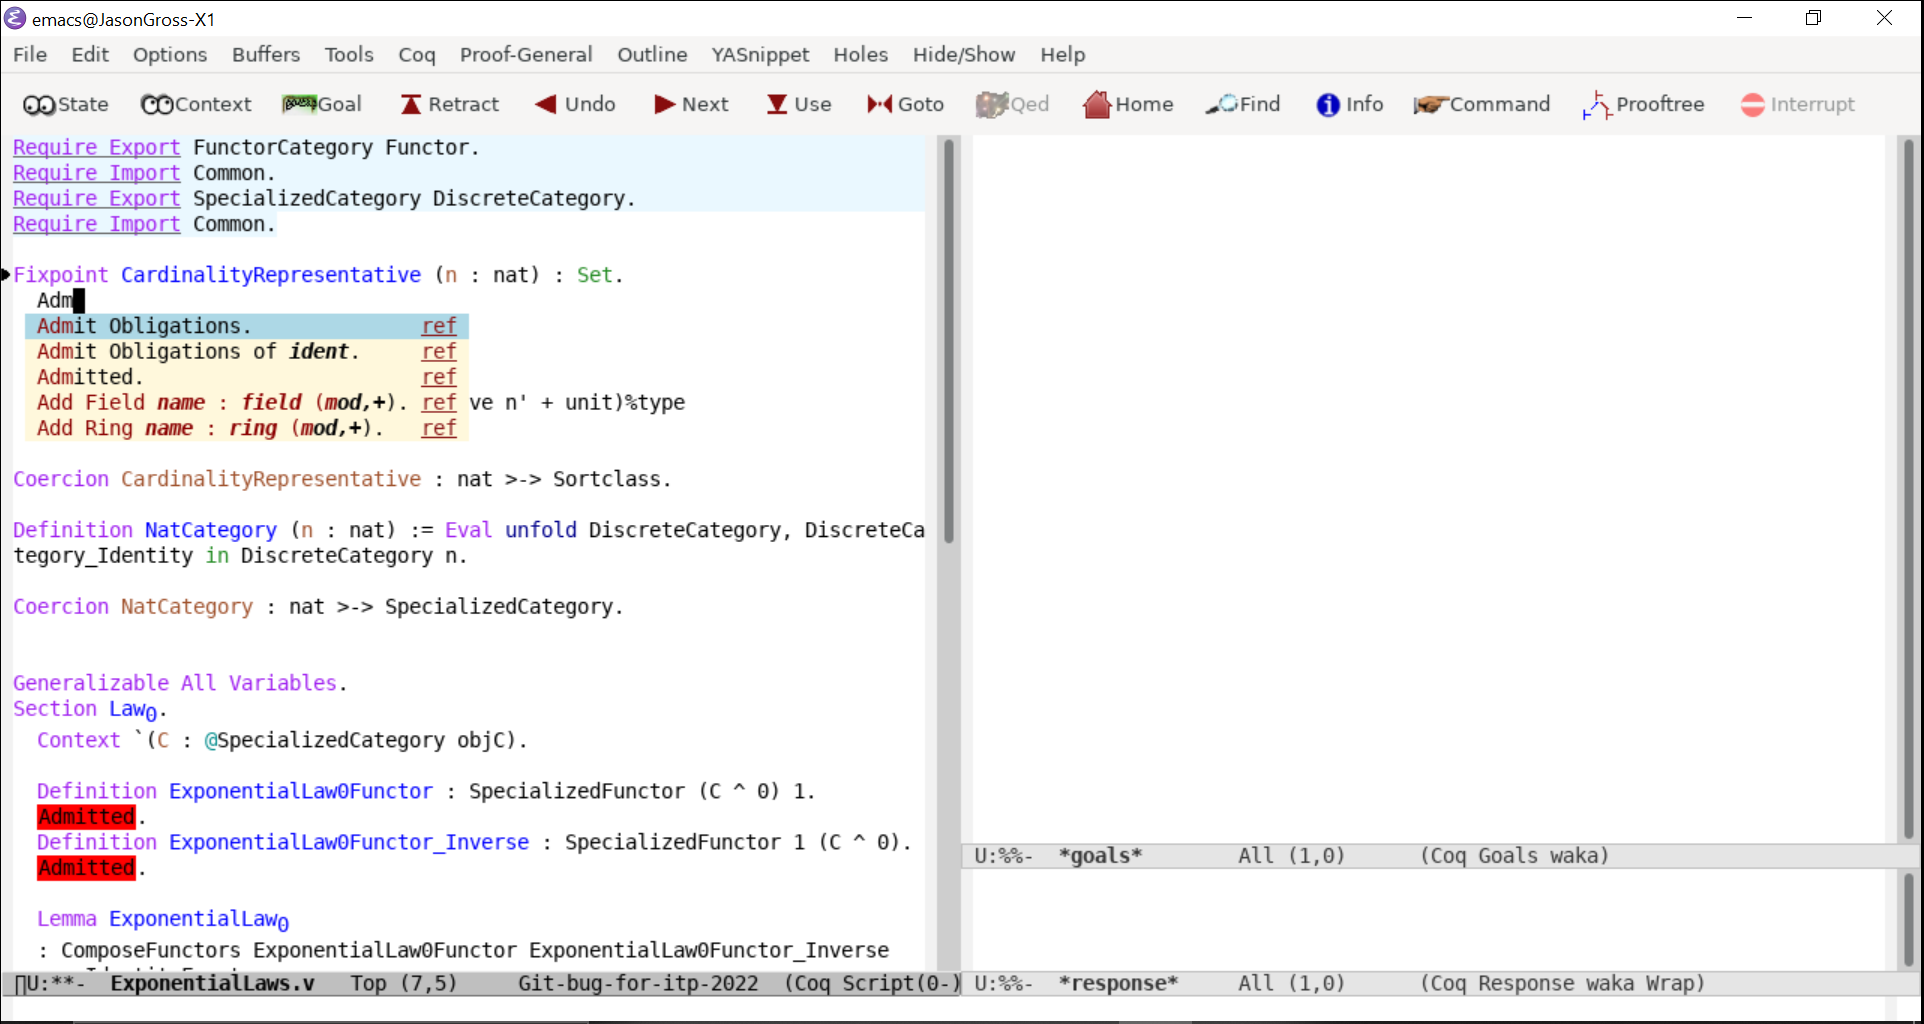 emacs@JasonGross-X1
File Edit Options Buffers Tools Coq Proof-General Outline YASnippet Holes Hide/Show Help
State Context Goal Retract Undo Next Use Goto Qed Home Find Info Command Prooftree Interrupt
Require Export FunctorCategory Functor.
Require Import Common.
Require Export SpecializedCategory DiscreteCategory.
Require Import Common.
Fixpoint CardinalityRepresentative (n : nat) : Set.
Adm
Admit Obligations. ref
Admit Obligations of ident. ref
Admitted. ref
Add Field name : field (mod,+). ref ve n' + unit)%type
Add Ring name : ring (mod,+). ref
Coercion CardinalityRepresentative : nat >-> Sortclass.
Definition NatCategory (n : nat) := Eval unfold DiscreteCategory, DiscreteCa
tegory_Identity in DiscreteCategory n.
Coercion NatCategory : nat >-> SpecializedCategory.
Generalizable All Variables.
Section Law₀.
Context `(C : @SpecializedCategory objC).
Definition ExponentialLaw0Functor : SpecializedFunctor (C ^ 0) 1.
Admitted.
Definition ExponentialLaw0Functor_Inverse : SpecializedFunctor 1 (C ^ 0).
Admitted.
Lemma ExponentialLaw₀
: ComposeFunctors ExponentialLaw0Functor ExponentialLaw0Functor_Inverse
U:**- ExponentialLaws.v Top (7,5) Git-bug-for-itp-2022 (Coq Script(0-)
U:%%- *goals* All (1,0) (Coq Goals waka)
U:%%- *response* All (1,0) (Coq Response waka Wrap)